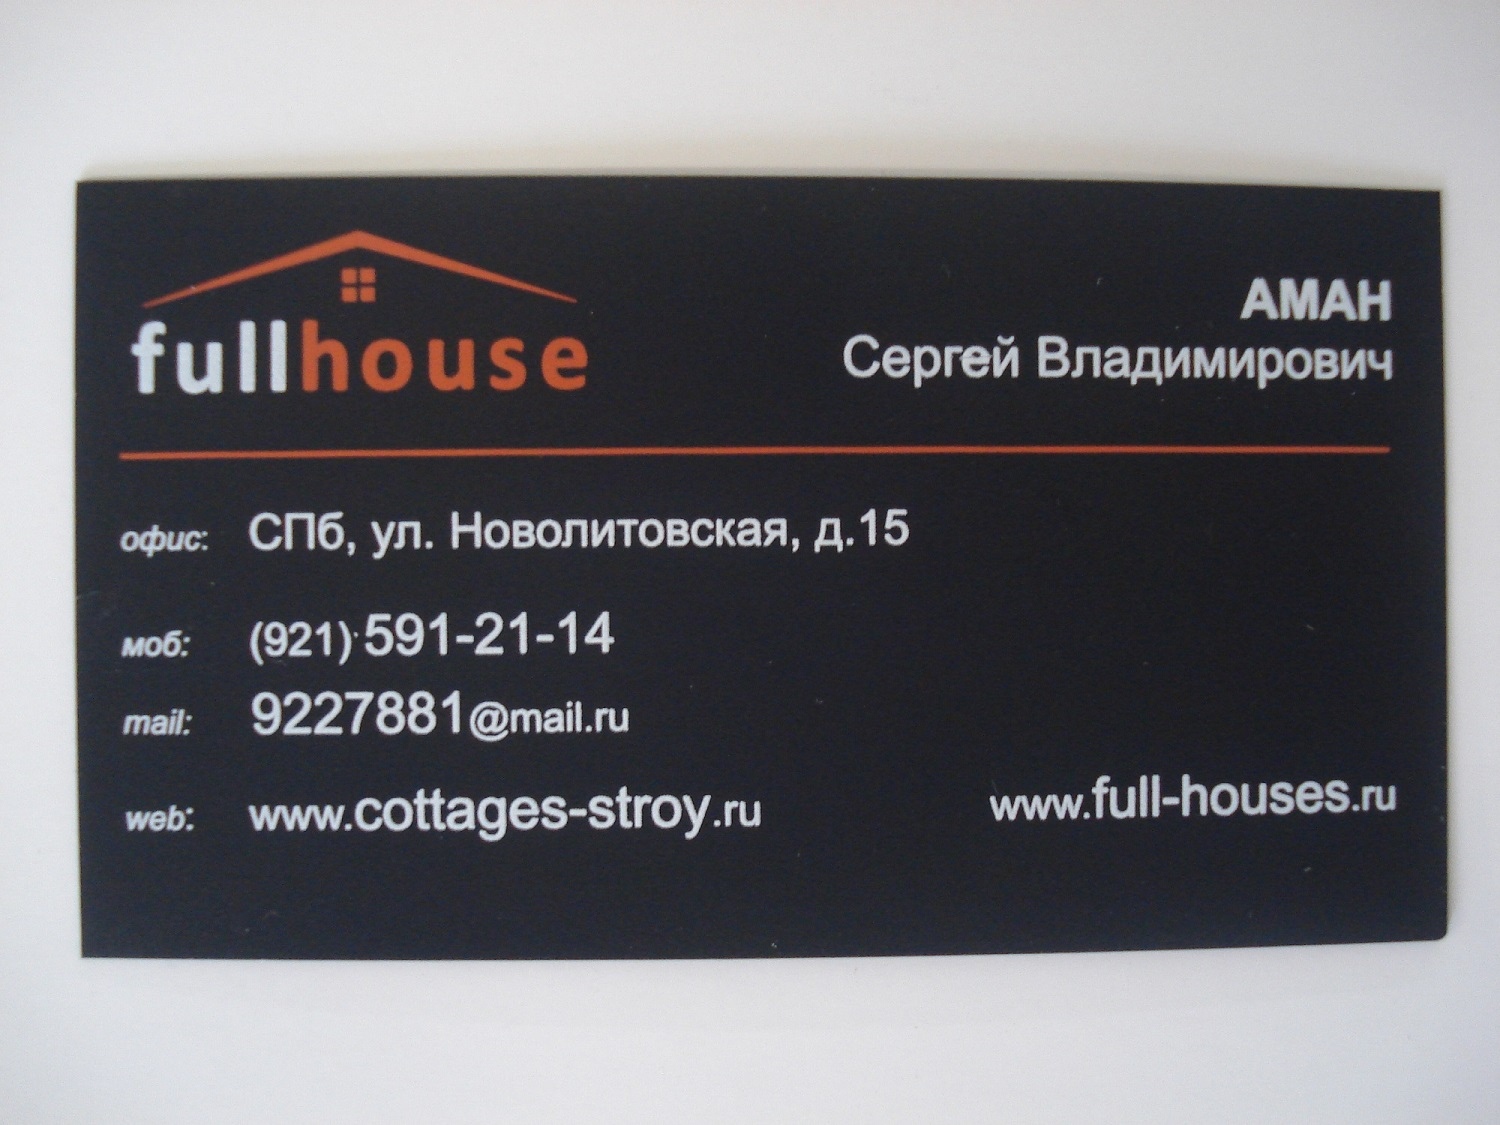 fullhouse
АМАН
Сергей Владимирович
офис: СПб, ул. Новолитовская, д.15
моб: (921) 591-21-14
mail: 9227881@mail.ru
web: www.cottages-stroy.ru www.full-houses.ru